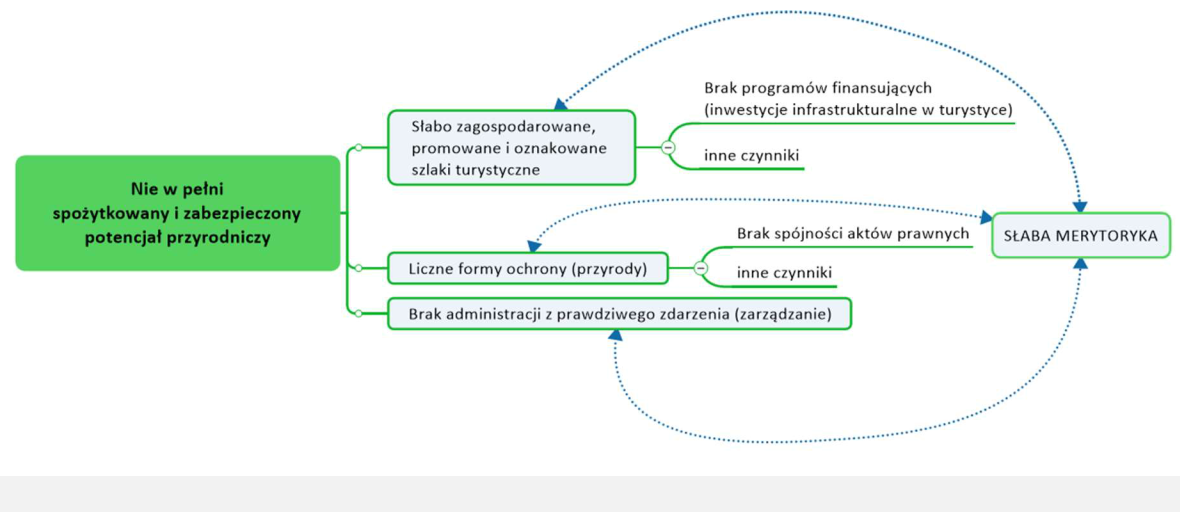 Nie w pełni
spożytkowany i zabezpieczony
potencjał przyrodniczy
Słabo zagospodarowane,
promowane i oznakowane
szlaki turystyczne
Brak programów finansujących
(inwestycje infrastrukturalne w turystyce)
inne czynniki
Liczne formy ochrony (przyrody)
Brak spójności aktów prawnych
inne czynniki
Brak administracji z prawdziwego zdarzenia (zarządzanie)
SŁABA MERYTORYKA